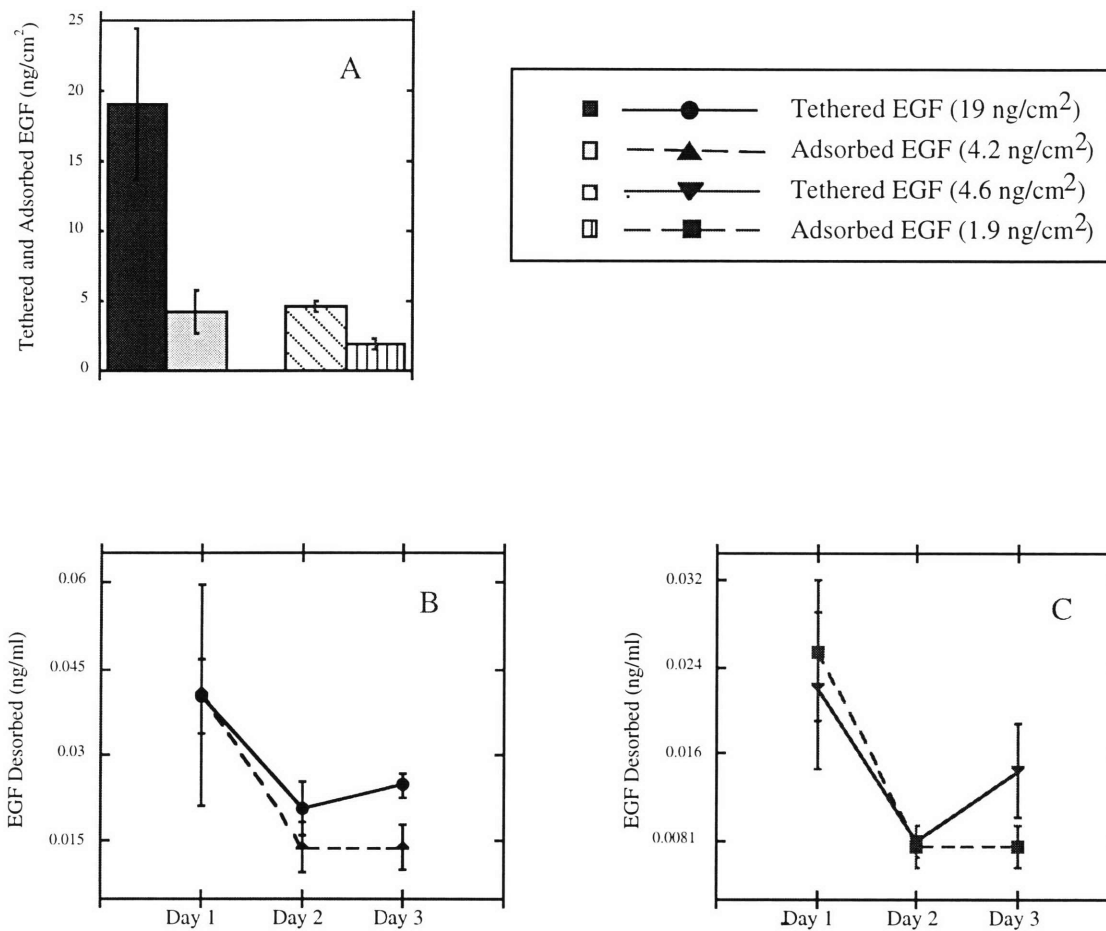 Tethered and Adsorbed EGF (ng/cm²)
25
20
15
10
5
0
A
Tethered EGF (19 ng/cm²)
Adsorbed EGF (4.2 ng/cm²)
Tethered EGF (4.6 ng/cm²)
Adsorbed EGF (1.9 ng/cm²)
EGF Desorbed (ng/ml)
0.06
0.045
0.03
0.015
B
Day 1 Day 2 Day 3
EGF Desorbed (ng/ml)
0.032
0.024
0.016
0.0081
C
Day 1 Day 2 Day 3